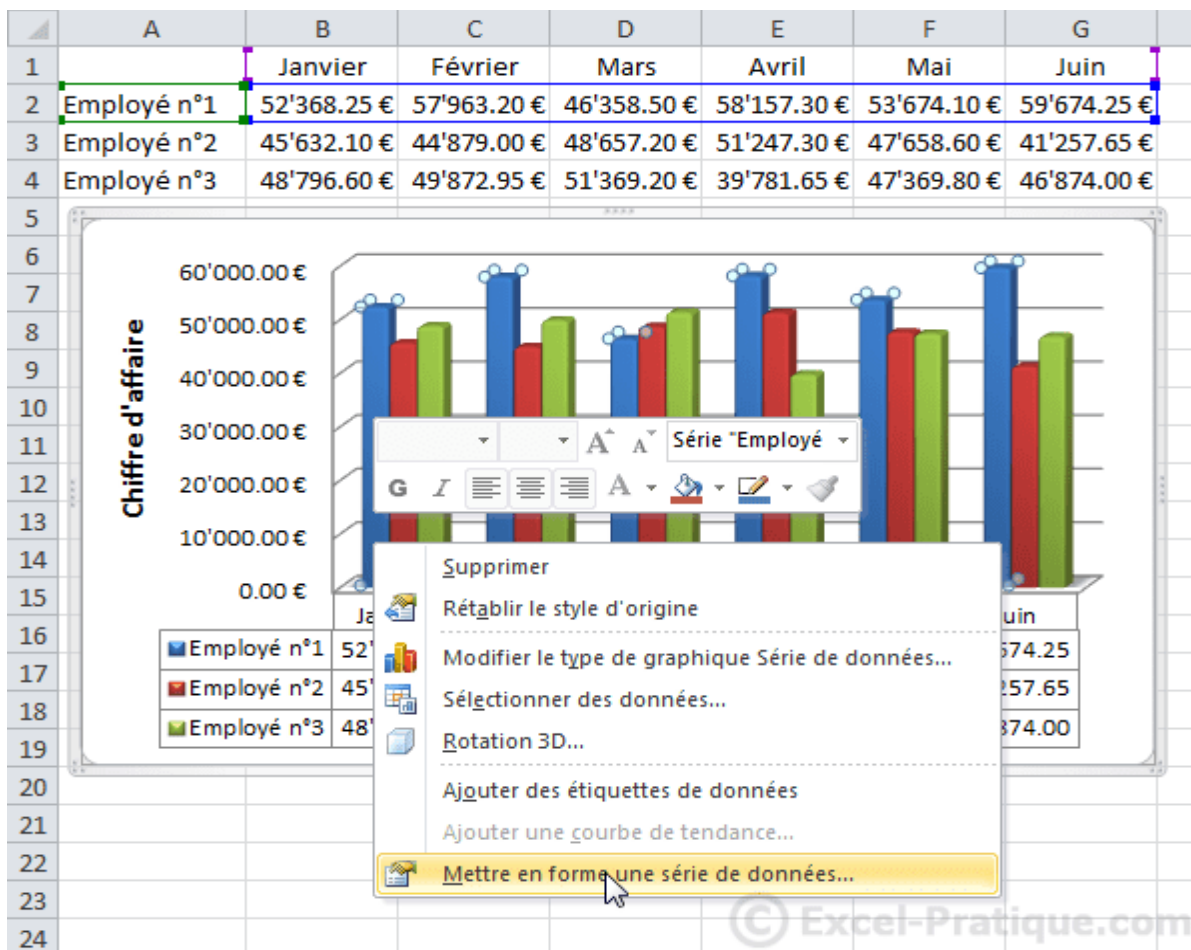 A B C D E F G
1 Janvier Février Mars Avril Mai Juin
2 Employé n°1 52'368.25 € 57'963.20 € 46'358.50 € 58'157.30 € 53'674.10 € 59'674.25 €
3 Employé n°2 45'632.10 € 44'879.00 € 48'657.20 € 51'247.30 € 47'658.60 € 41'257.65 €
4 Employé n°3 48'796.60 € 49'872.95 € 51'369.20 € 39'781.65 € 47'369.80 € 46'874.00 €
5
6
60'000.00 €
7
50'000.00 €
8
Chiffre d'affaire
9
40'000.00 €
10
30'000.00 €
11
Série "Employé
12
20'000.00 €
G I A
13
10'000.00 €
14
Supprimer
15
0.00 €
Rétablir le style d'origine
Ja uin
16
Employé n°1 52' 574.25
Modifier le type de graphique Série de données...
17
Employé n°2 45' 257.65
Sélectionner des données...
18
Employé n°3 48' 874.00
Rotation 3D...
19
20
Ajouter des étiquettes de données
21
Ajouter une courbe de tendance...
22
Mettre en forme une série de données...
23
© Excel-Pratique.com
24